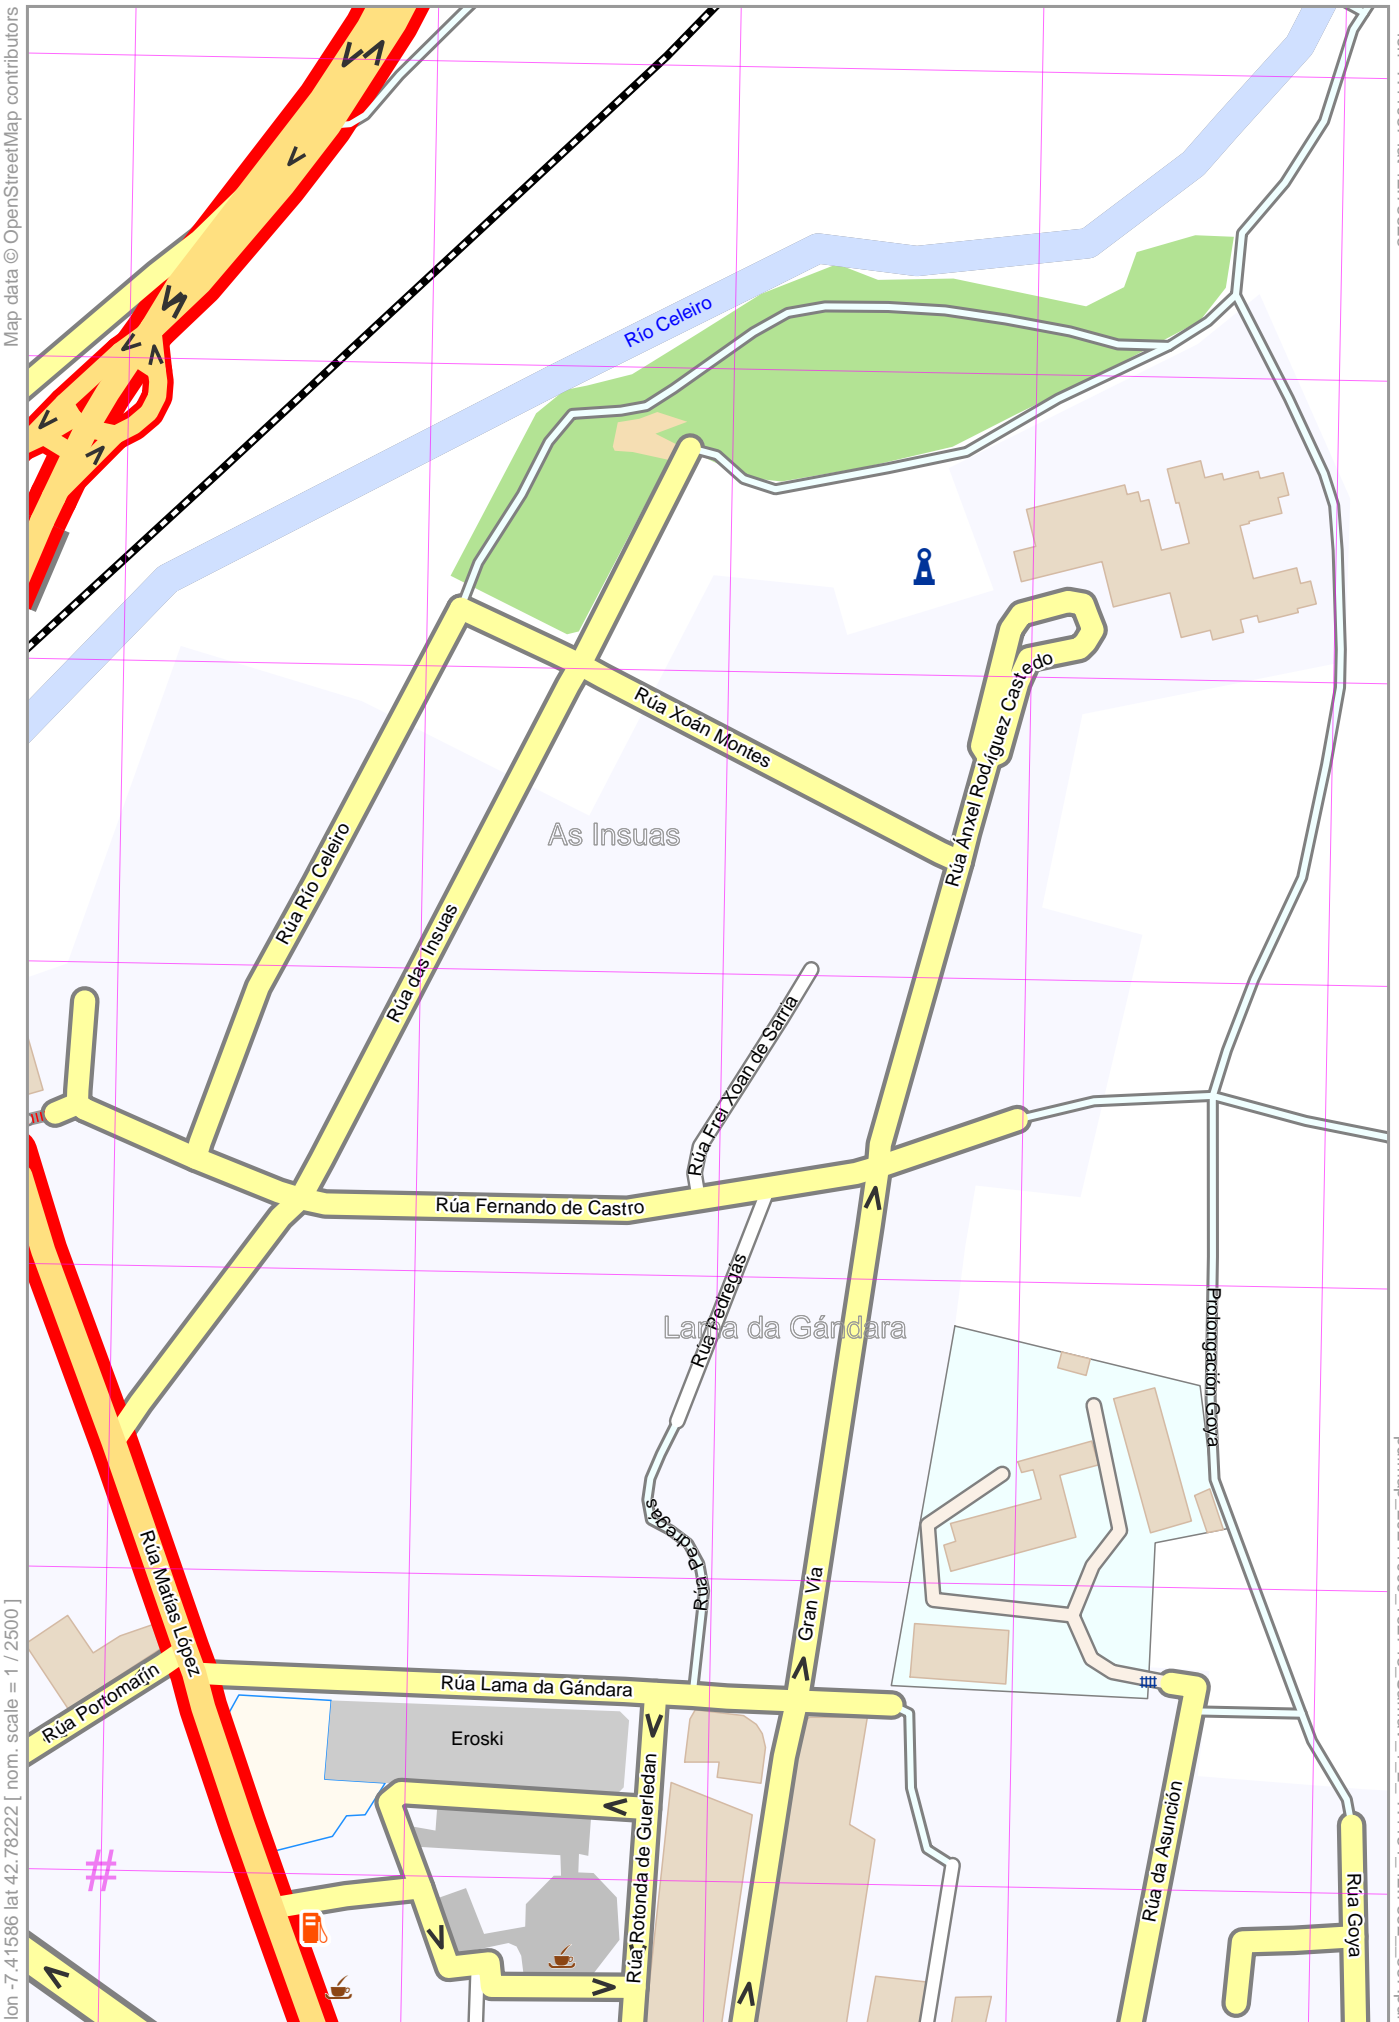 Map data © OpenStreetMap contributors
Río Celeiro
Rúa Xoán Montes
Rúa Ánxel Rodríguez Castedo
As Insuas
Rúa Río Celeiro
Rúa das Insuas
Rúa Frei Xoan de Sarria
Rúa Fernando de Castro
Rúa Pedregás
Lama da Gándara
Prolongación Goya
Rúa Pedregás
Rúa Matías López
Gran Vía
Rúa Portomarín
Rúa Lama da Gándara
Eroski
Rúa Rotonda de Guerledan
Rúa da Asunción
Rúa Goya
#
lon -7.41586 lat 42.78222 [ nom. scale = 1 / 2500 ]